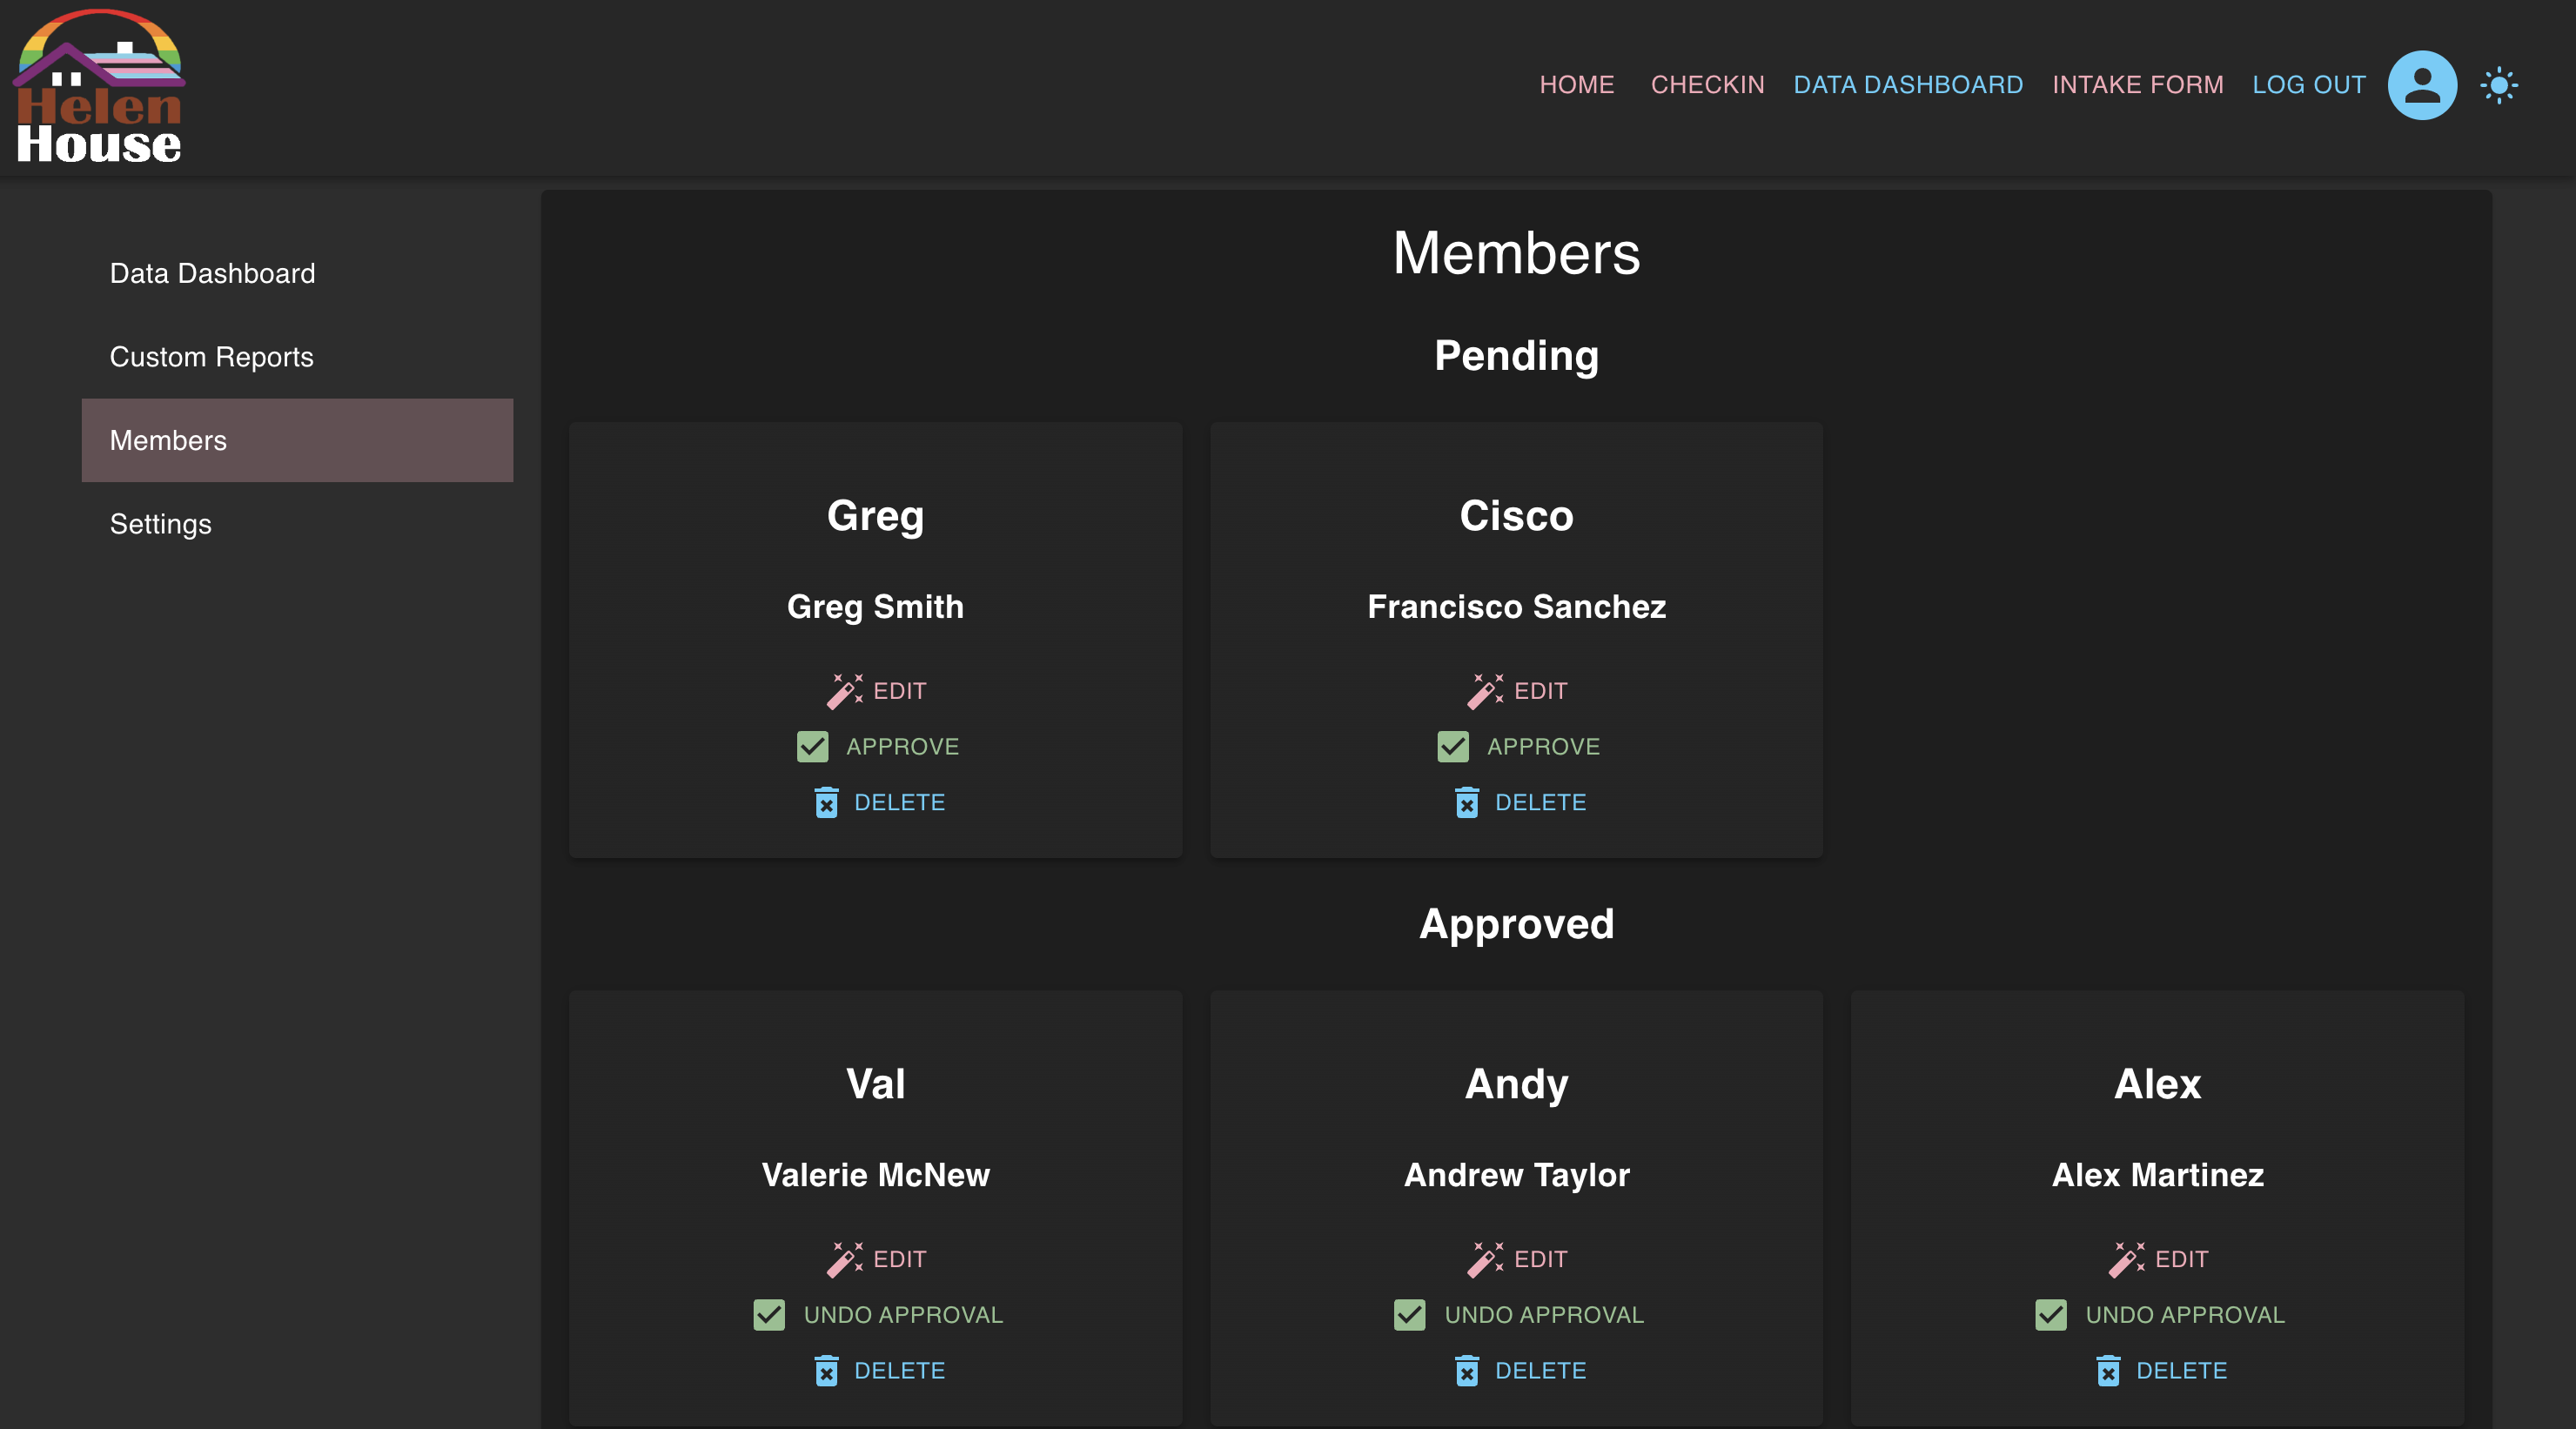 Helen
House
HOME CHECKIN DATA DASHBOARD INTAKE FORM LOG OUT
Data Dashboard
Custom Reports
Members
Settings
Members
Pending
Greg
Greg Smith
EDIT
APPROVE
DELETE
Cisco
Francisco Sanchez
EDIT
APPROVE
DELETE
Approved
Val
Valerie McNew
EDIT
UNDO APPROVAL
DELETE
Andy
Andrew Taylor
EDIT
UNDO APPROVAL
DELETE
Alex
Alex Martinez
EDIT
UNDO APPROVAL
DELETE